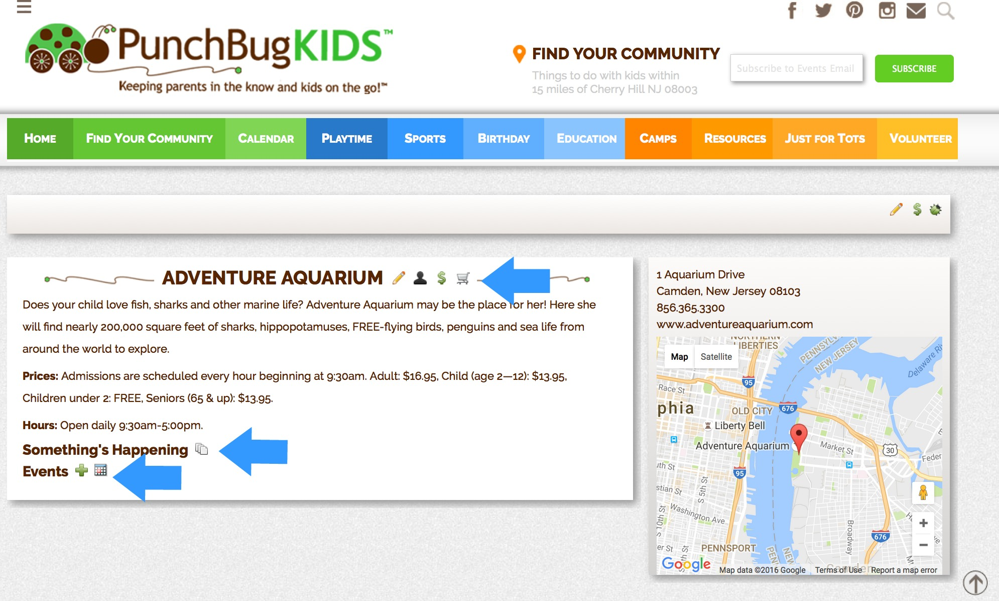 PUNCHBUGKIDS™
Keeping parents in the know and kids on the go!™
FIND YOUR COMMUNITY
Things to do with kids within
15 miles of Cherry Hill NJ 08003
Subscribe to Events Email
SUBSCRIBE
HOME FIND YOUR COMMUNITY CALENDAR PLAYTIME SPORTS BIRTHDAY EDUCATION CAMPS RESOURCES JUST FOR TOTS VOLUNTEER
ADVENTURE AQUARIUM
Does your child love fish, sharks and other marine life? Adventure Aquarium may be the place for her! Here she
will find nearly 200,000 square feet of sharks, hippopotamuses, FREE-flying birds, penguins and sea life from
around the world to explore.
Prices: Admissions are scheduled every hour beginning at 9:30am. Adult: $16.95, Child (age 2—12): $13.95,
Children under 2: FREE, Seniors (65 & up): $13.95.
Hours: Open daily 9:30am-5:00pm.
Something's Happening
Events
1 Aquarium Drive
Camden, New Jersey 08103
856.365.3300
www.adventureaquarium.com
NORTHERN
LIBERTIES
PENNSYLV
NEW JERSEY
Map Satellite
Delaware Riv
95
Race St
phia
OLD CITY
676
Liberty Bell
Adventure Aquarium
Market St
30
Feder
uth St
95
stian St
S 5th St
Washington Ave
S 10th St
Broadway
676
er St
PENNSPORT
PENN
NEW
Google
Camden
Map data ©2016 Google Terms of Use Report a map error